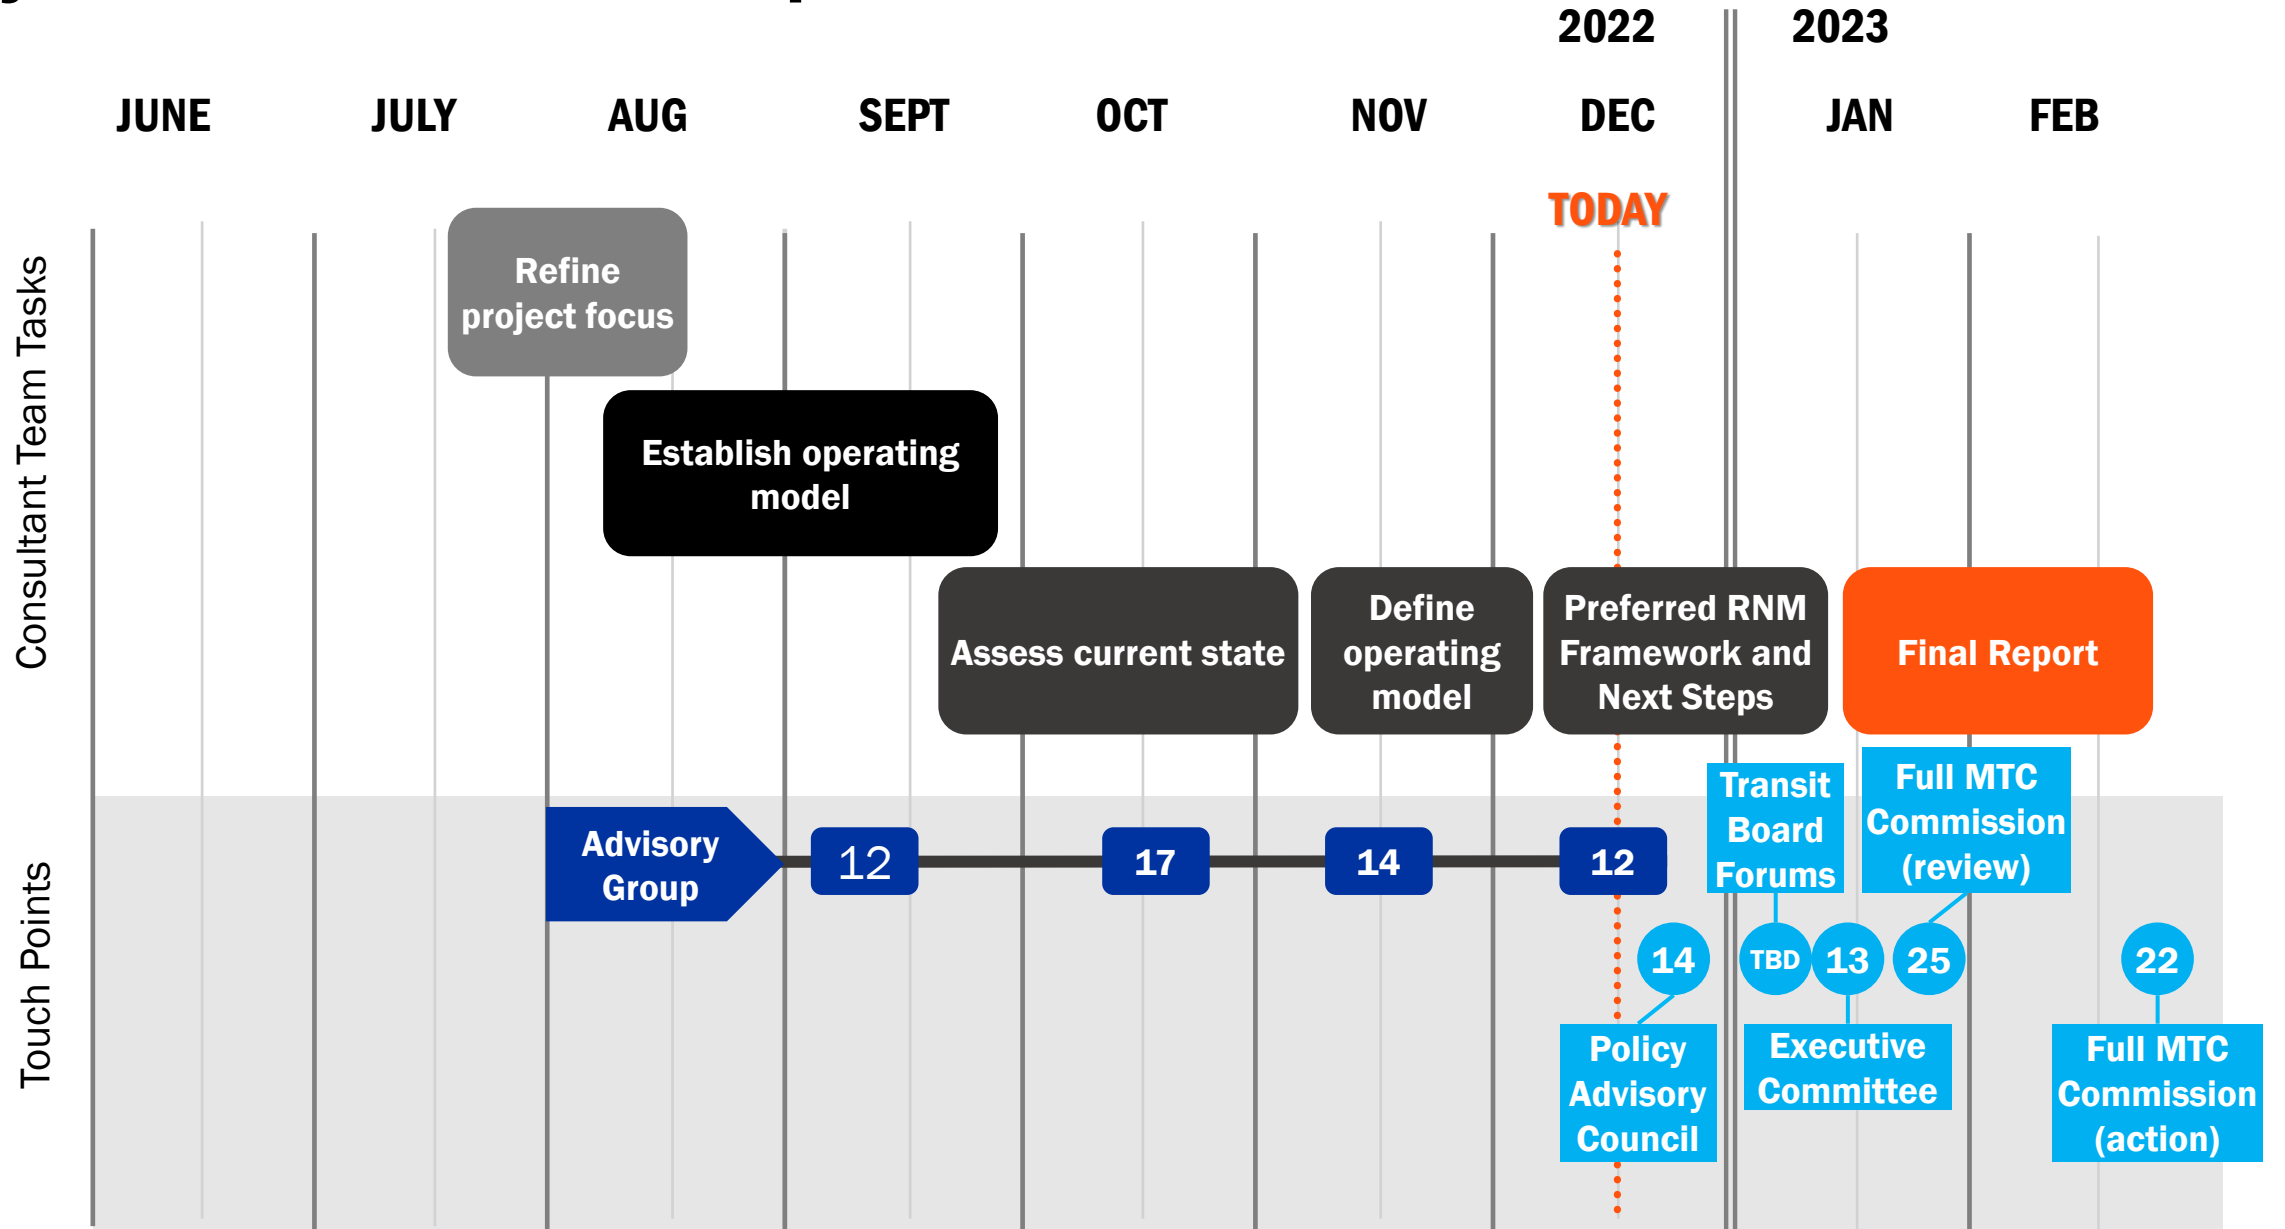 2022
2023
JUNE
JULY
AUG
SEPT
OCT
NOV
DEC
JAN
FEB
TODAY
Consultant Team Tasks
Refine
project focus
Establish operating
model
Assess current state
Define
operating
model
Preferred RNM
Framework and
Next Steps
Final Report
Touch Points
Advisory
Group
12
17
14
12
Transit
Board
Forums
Full MTC
Commission
(review)
14
TBD
13
25
22
Policy
Advisory
Council
Executive
Committee
Full MTC
Commission
(action)